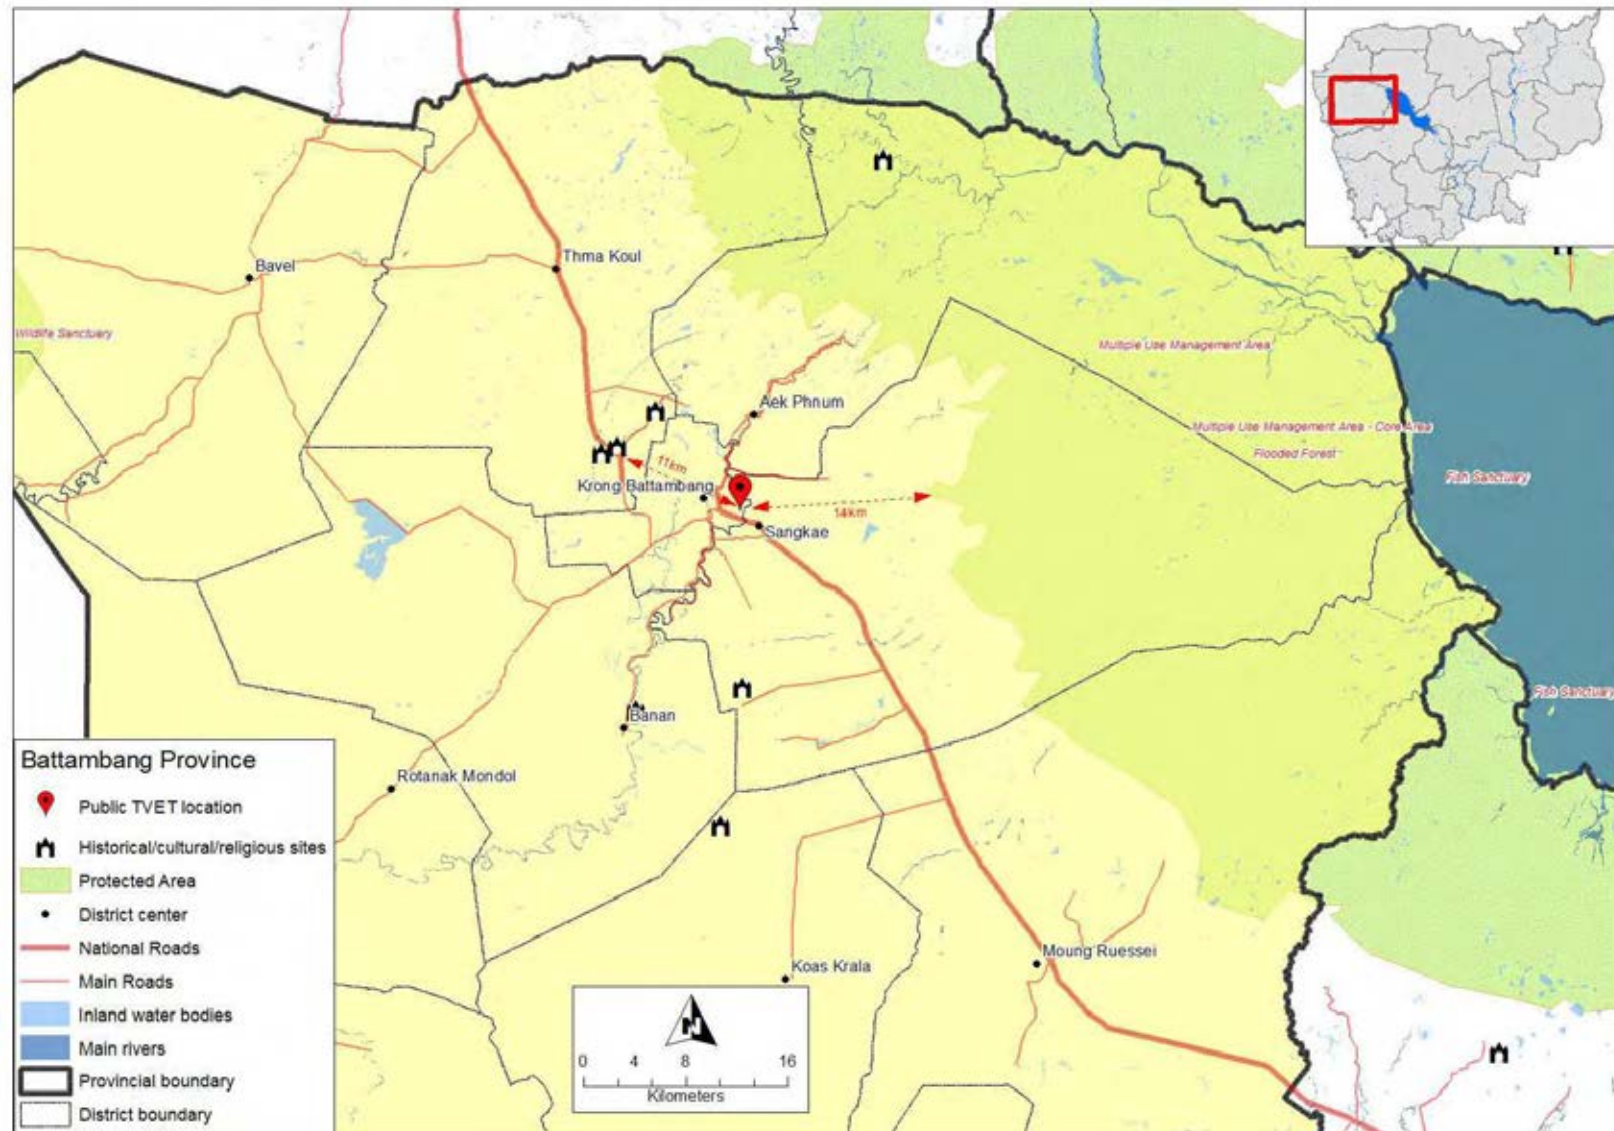 Bavel
Thma Koul
Wildlife Sanctuary
Multiple Use Management Area
Aek Phnum
Multiple Use Management Area - Core Area
Flooded Forest
11km
Krong Battambang
Fish Sanctuary
14km
Sangkae
Fish Sanctuary
Banan
Rotanak Mondol
Moung Ruessei
Koas Krala
Battambang Province
Public TVET location
Historical/cultural/religious sites
Protected Area
District center
National Roads
Main Roads
Inland water bodies
Main rivers
Provincial boundary
District boundary
N
0 4 8 16
Kilometers